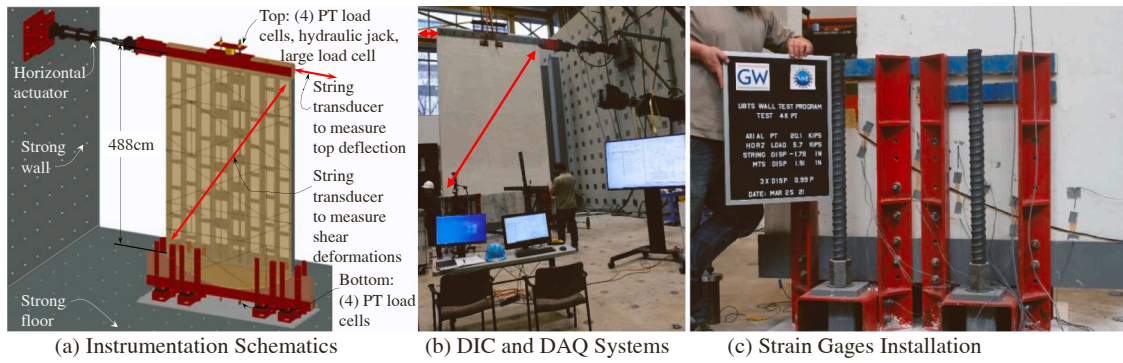 Top: (4) PT load
cells, hydraulic jack,
large load cell
Horizontal
actuator
String
transducer
to measure
top deflection
488cm
Strong
wall
String
transducer
to measure
shear
deformations
Bottom:
(4) PT load
cells
Strong
floor
GW
NSF
UBTS WALL TEST PROGRAM
TEST 4K PT
AXIAL PT 20.1 KIPS
HORZ LOAD 5.7 KIPS
STRING DISP -1.79 IN
MTS DISP 1.91 IN
3X DISP 0.99 P
DATE: MAR 25 21
(a) Instrumentation Schematics
(b) DIC and DAQ Systems
(c) Strain Gages Installation